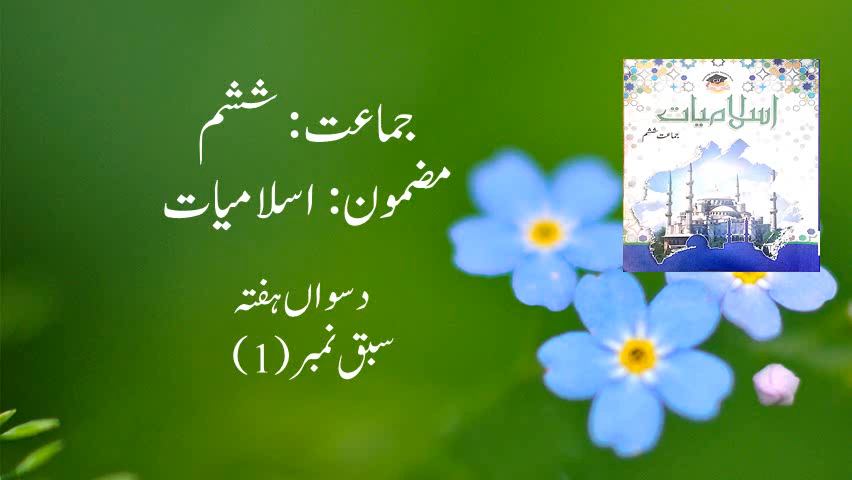 جماعت: ششم
مضمون: اسلامیات
دسواں ہفتہ
سبق نمبر (1)
اسلامیات
جماعت ششم